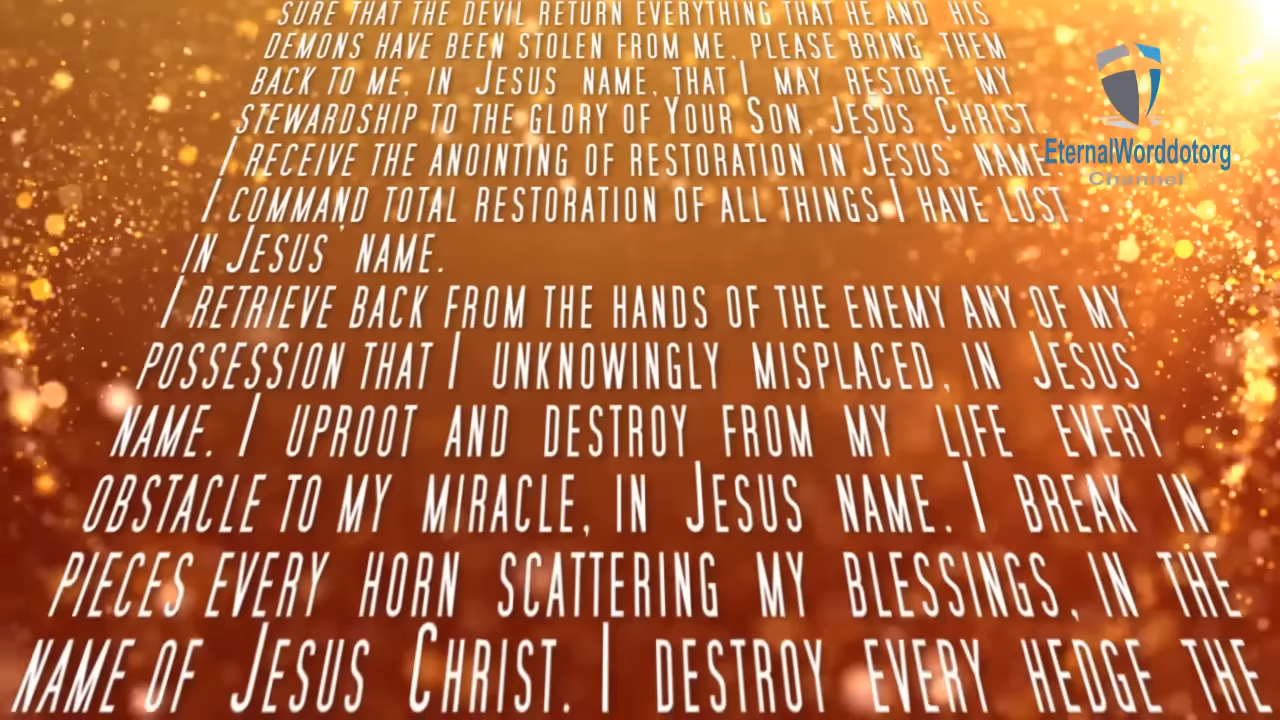 SURE THAT THE DEVIL RETURN EVERYTHING THAT HE AND HIS
DEMONS HAVE BEEN STOLEN FROM ME, PLEASE BRING THEM
BACK TO ME, IN JESUS NAME, THAT I MAY RESTORE MY
STEWARDSHIP TO THE GLORY OF YOUR SON, JESUS CHRIST
I RECEIVE THE ANOINTING OF RESTORATION IN JESUS NAME.
I COMMAND TOTAL RESTORATION OF ALL THINGS I HAVE LOST
IN JESUS' NAME.
I RETRIEVE BACK FROM THE HANDS OF THE ENEMY ANY OF MY
POSSESSION THAT I UNKNOWINGLY MISPLACED, IN JESUS
NAME. I UPROOT AND DESTROY FROM MY LIFE EVERY
OBSTACLE TO MY MIRACLE, IN JESUS NAME. I BREAK IN
PIECES EVERY HORN SCATTERING MY BLESSINGS, IN THE
NAME OF JESUS CHRIST. I DESTROY EVERY HEDGE THE
EternalWorddotorg
Channel